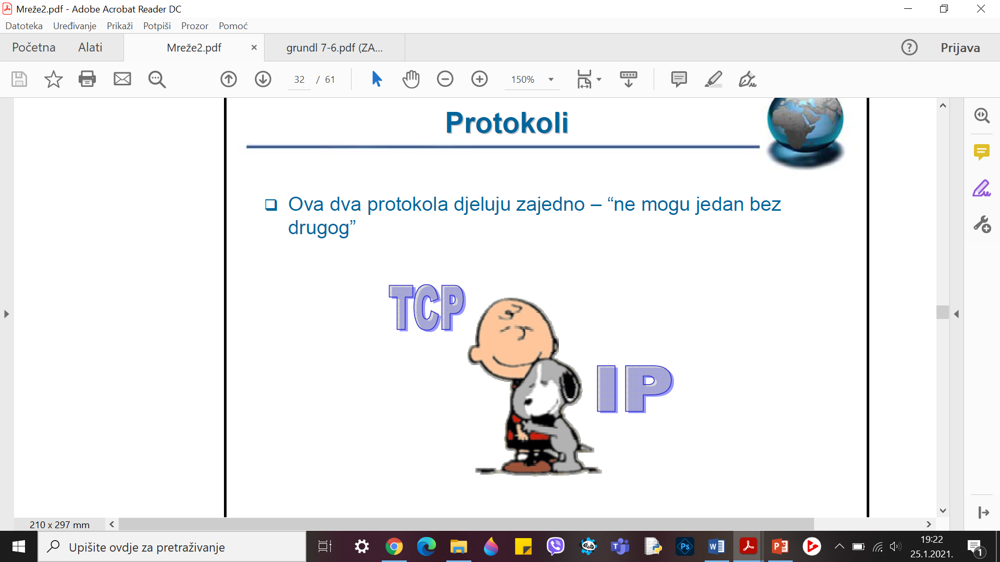 Mreže2.pdf - Adobe Acrobat Reader DC
Datoteka Uređivanje Prikaži Potpiši Prozor Pomoć
Početna Alati Mreže2.pdf × grundl 7-6.pdf (ZA... ? Prijava
32 / 61 150%
Protokoli
Ova dva protokola djeluju zajedno – “ne mogu jedan bez
drugog”
TCP
IP
210 x 297 mm
Upišite ovdje za pretraživanje
19:22
25.1.2021.
1